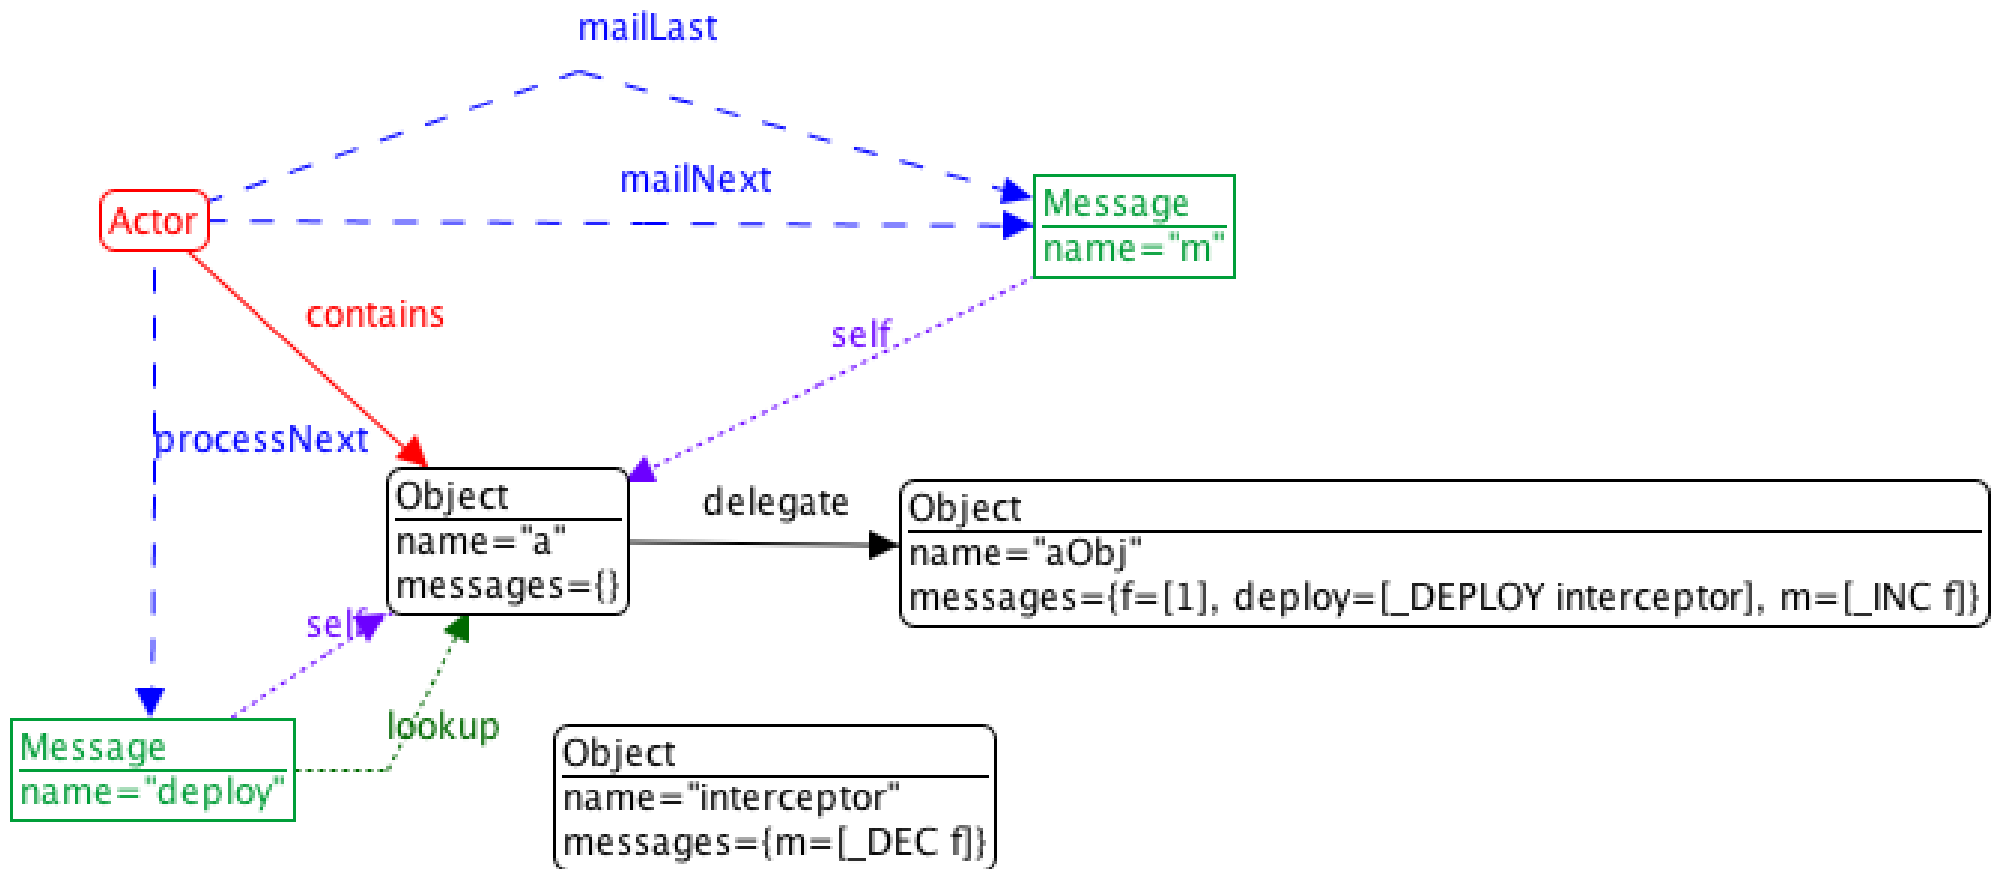 mailLast
mailNext
Actor
Message
name="m"
contains
self
processNext
Object
name="a"
messages={}
delegate
Object
name="aObj"
messages={f=[1], deploy=[_DEPLOY interceptor], m=[_INC f]}
self
lookup
Message
name="deploy"
Object
name="interceptor"
messages={m=[_DEC f]}